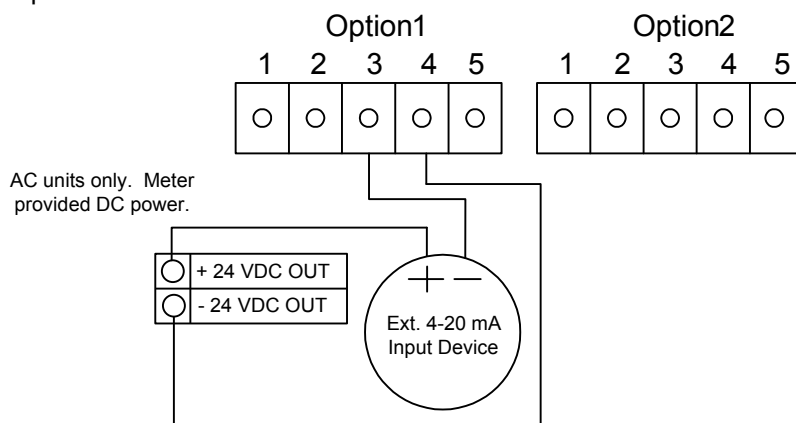 Option1 Option2
1 2 3 4 5 1 2 3 4 5
AC units only. Meter
provided DC power.
+ 24 VDC OUT
- 24 VDC OUT
+ −
Ext. 4-20 mA
Input Device